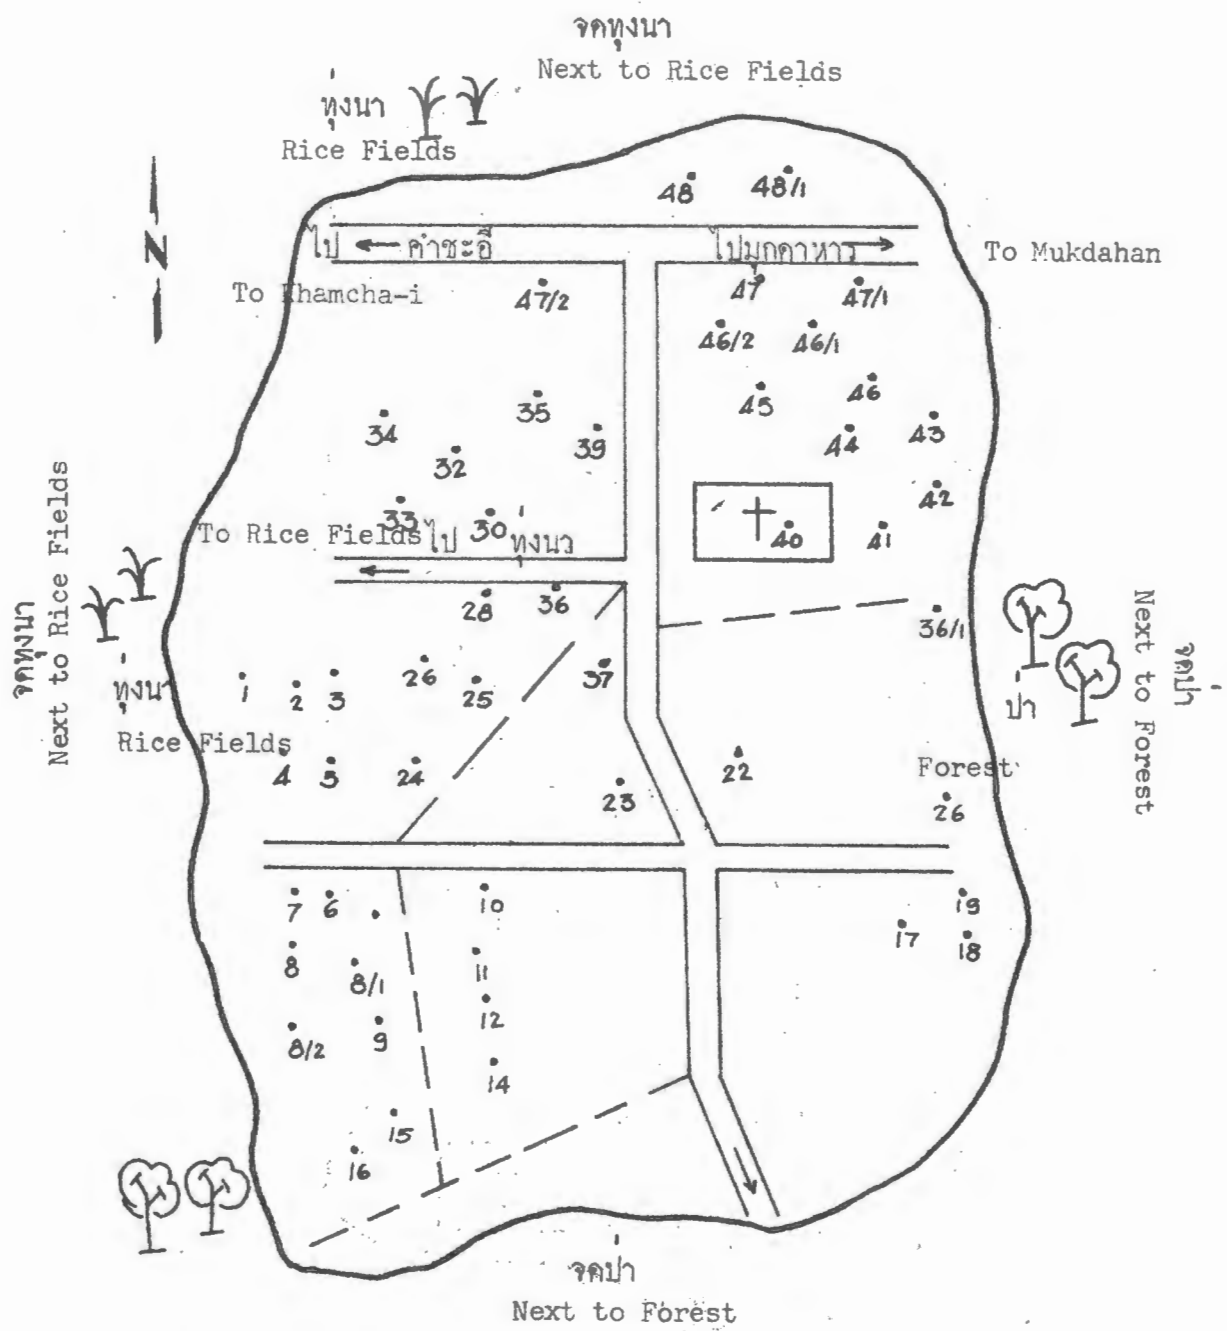 จดทุงนา
Next to Rice Fields
ทุ่งนา
Rice Fields
48 48/1
N
ไป คำชะอี ไปมุกดาหาร
To Mukdahan
To Khamcha-i
47/2 47 47/1
46/2 46/1
35 45 46
34 39 44 43
32
42
33 30 40 41
To Rice Fields ไป ทุ่งนา
28 36 36/1
จดทุงนา
Next to Rice Fields
ทุ่งนา
Rice Fields
1 2 3 26 25 37
4 5 24 23 22
ป่า
Forest
26
จดป่า
Next to Forest
7 6 10 19
17 18
8 8/1 11
12
8/2 9
14
15
16
จดป่า
Next to Forest